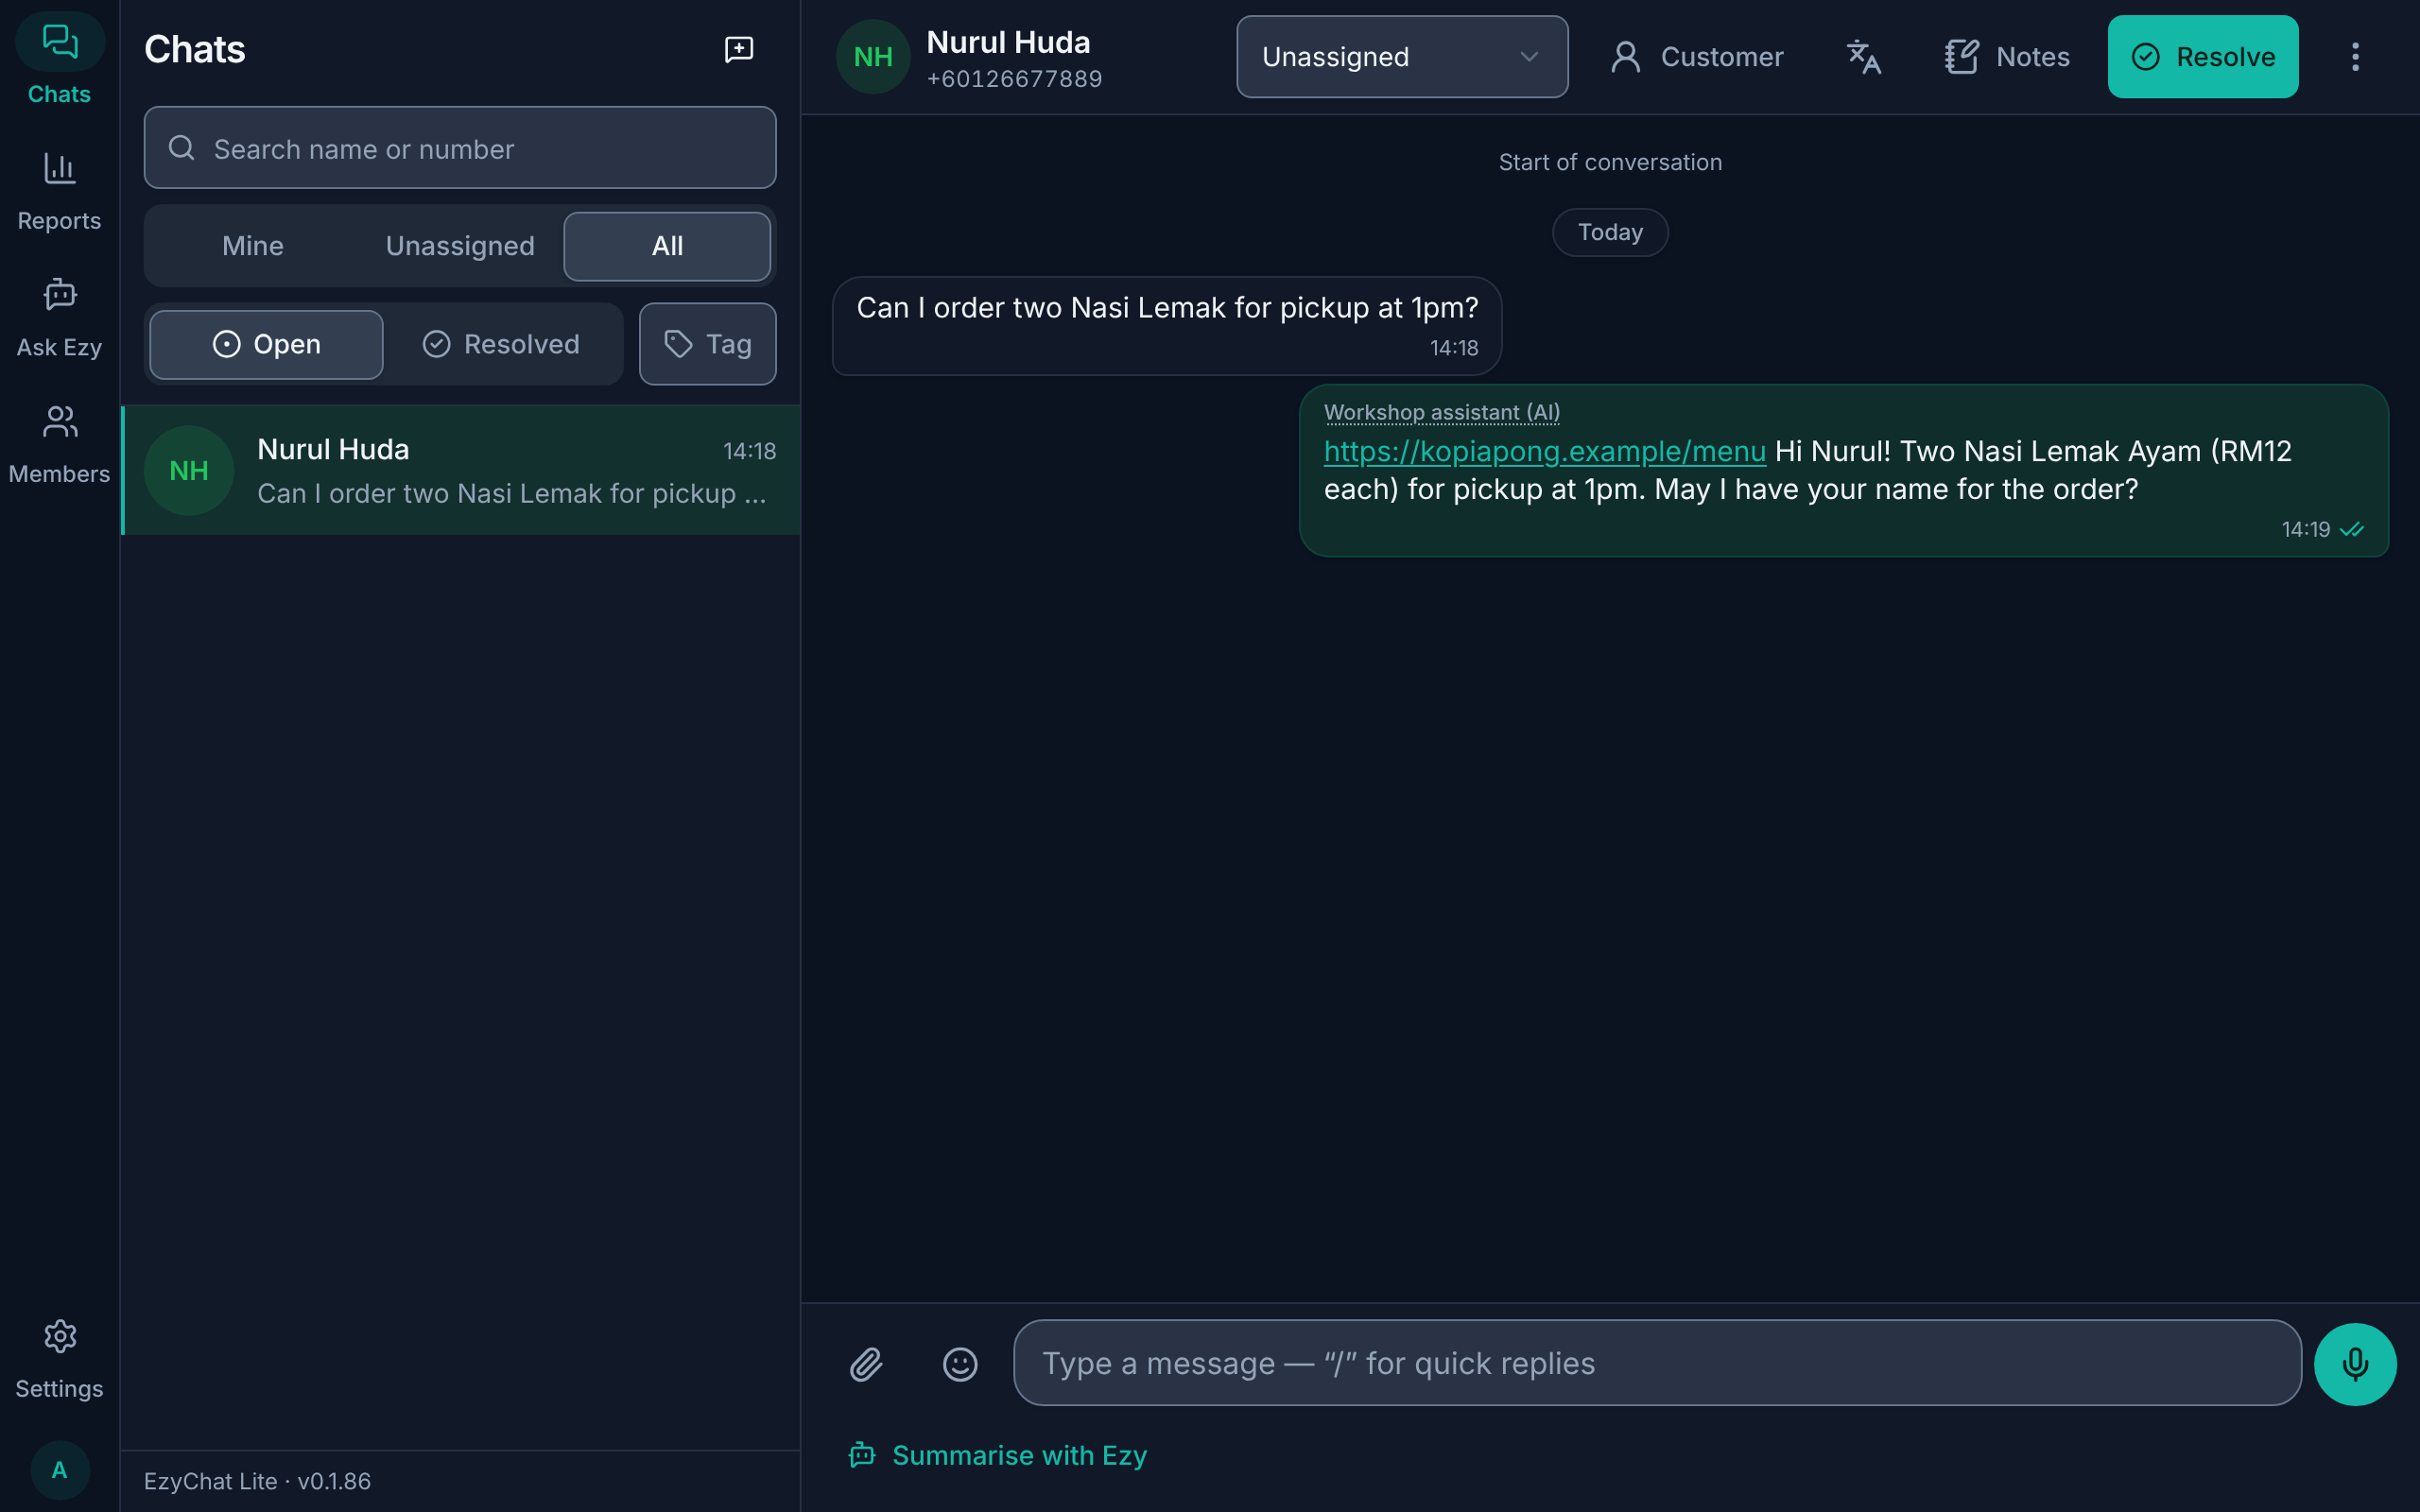 Chats
Reports
Ask Ezy
Members
Settings
A
Chats
Search name or number
Mine
Unassigned
All
Open
Resolved
Tag
NH
Nurul Huda
14:18
Can I order two Nasi Lemak for pickup ...
EzyChat Lite · v0.1.86
NH
Nurul Huda
+60126677889
Unassigned
Customer
Notes
Resolve
Start of conversation
Today
Can I order two Nasi Lemak for pickup at 1pm?
14:18
Workshop assistant (AI)
https://kopiapong.example/menu Hi Nurul! Two Nasi Lemak Ayam (RM12
each) for pickup at 1pm. May I have your name for the order?
14:19
Type a message — “/” for quick replies
Summarise with Ezy